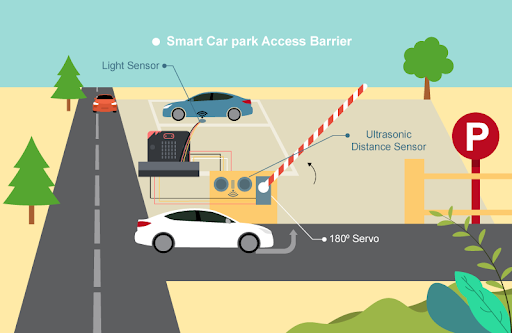 Smart Car park Access Barrier
Light Sensor
Ultrasonic
Distance Sensor
P
180º Servo